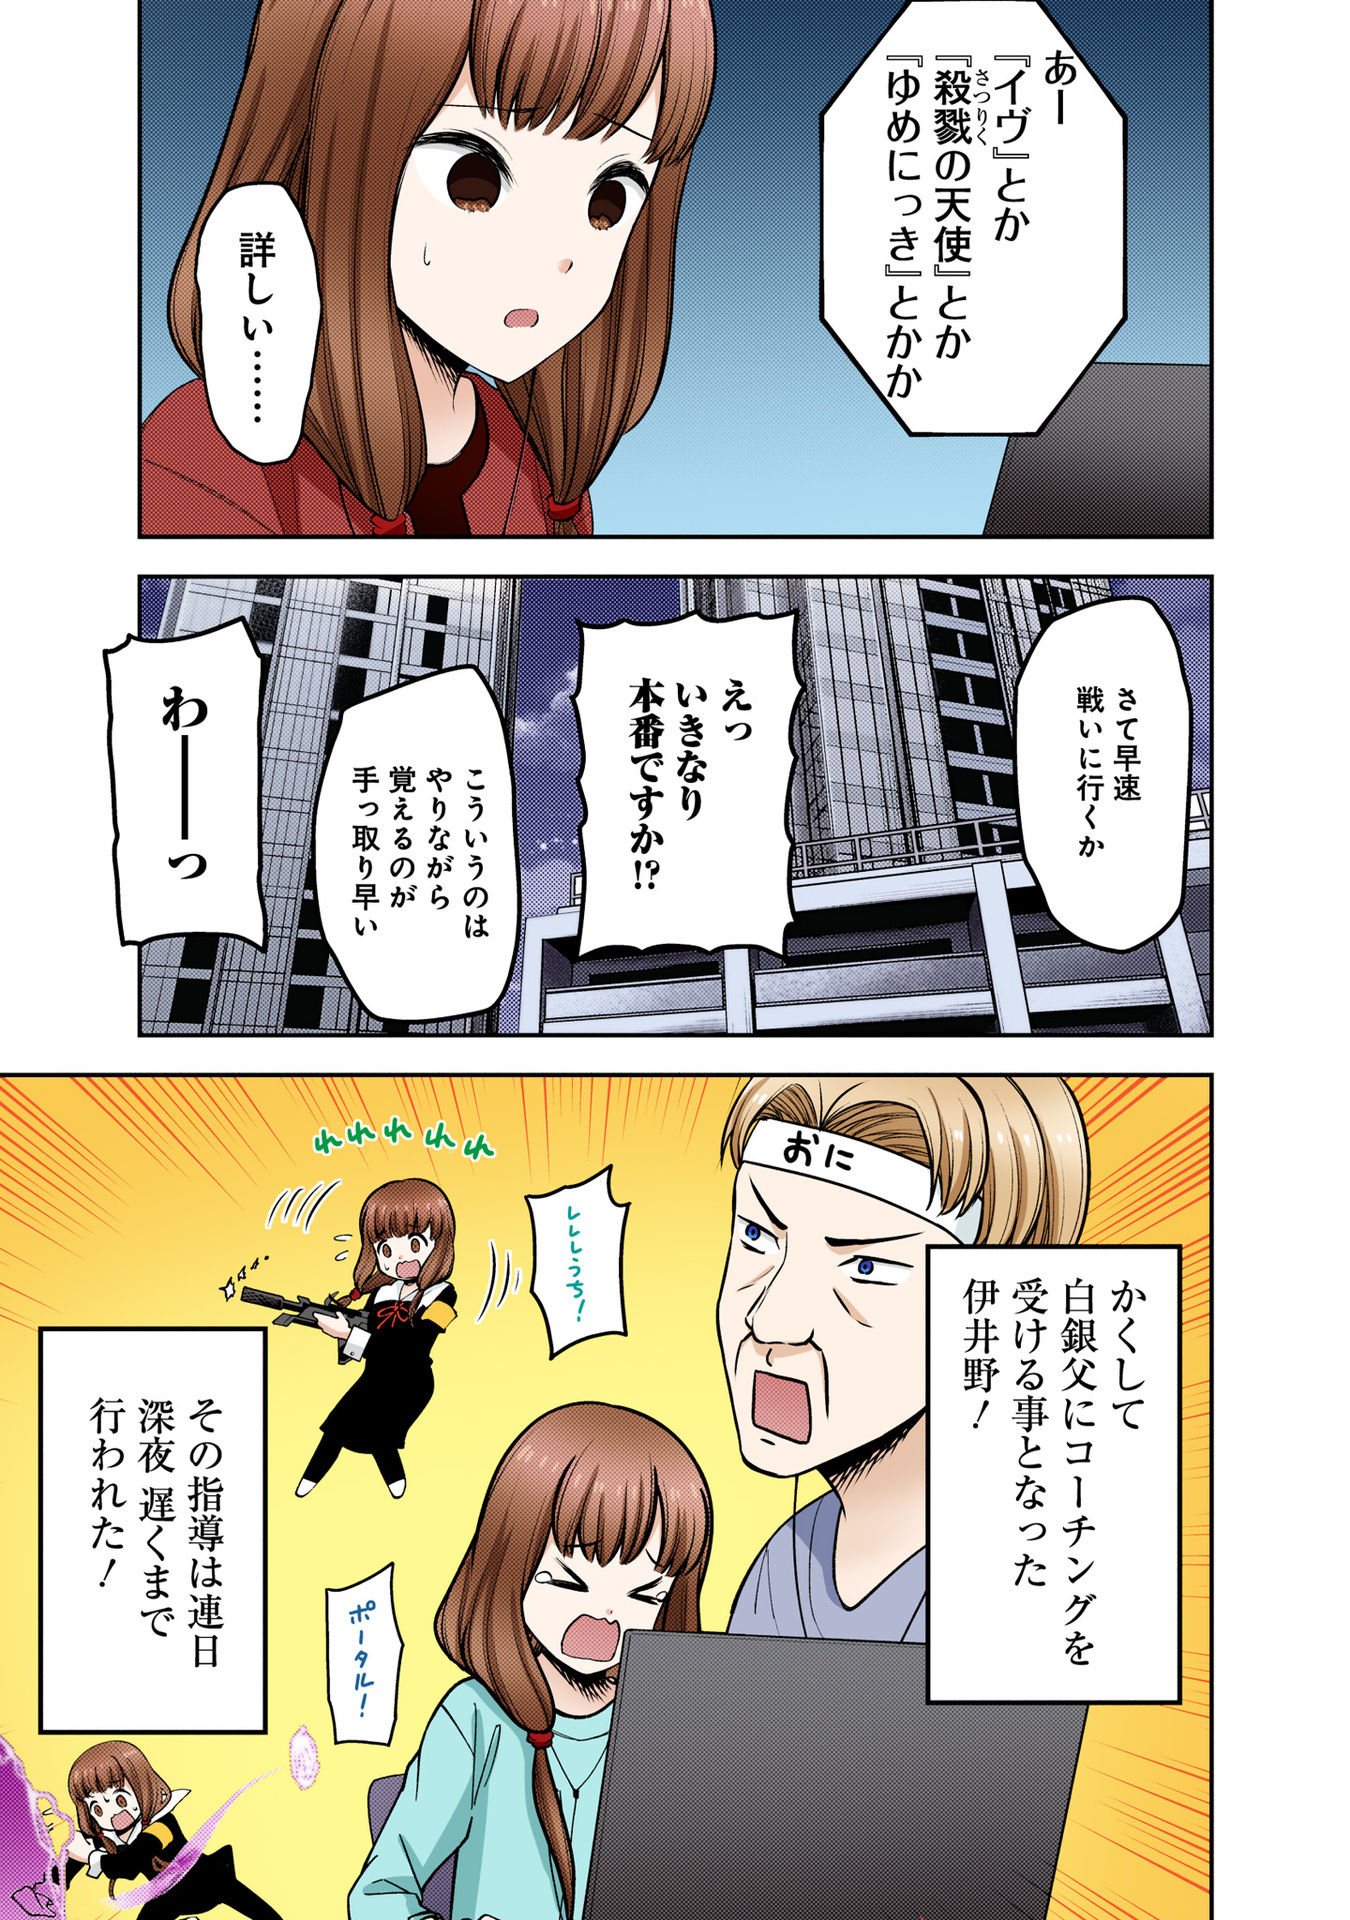 あー
『イヴ』とか
『殺戮の天使』とか
さつりく
『ゆめにっき』とかか
詳しい……
さて早速
戦いに行くか
えっ
いきなり
本番ですか!?
こういうのは
やりながら
覚えるのが
手っ取り早い
わーーっ
おに
かくして
白銀父にコーチングを
受ける事となった
伊井野！
れれれれれ
レレレうち！
ポータル！
その指導は連日
深夜遅くまで
行われた！